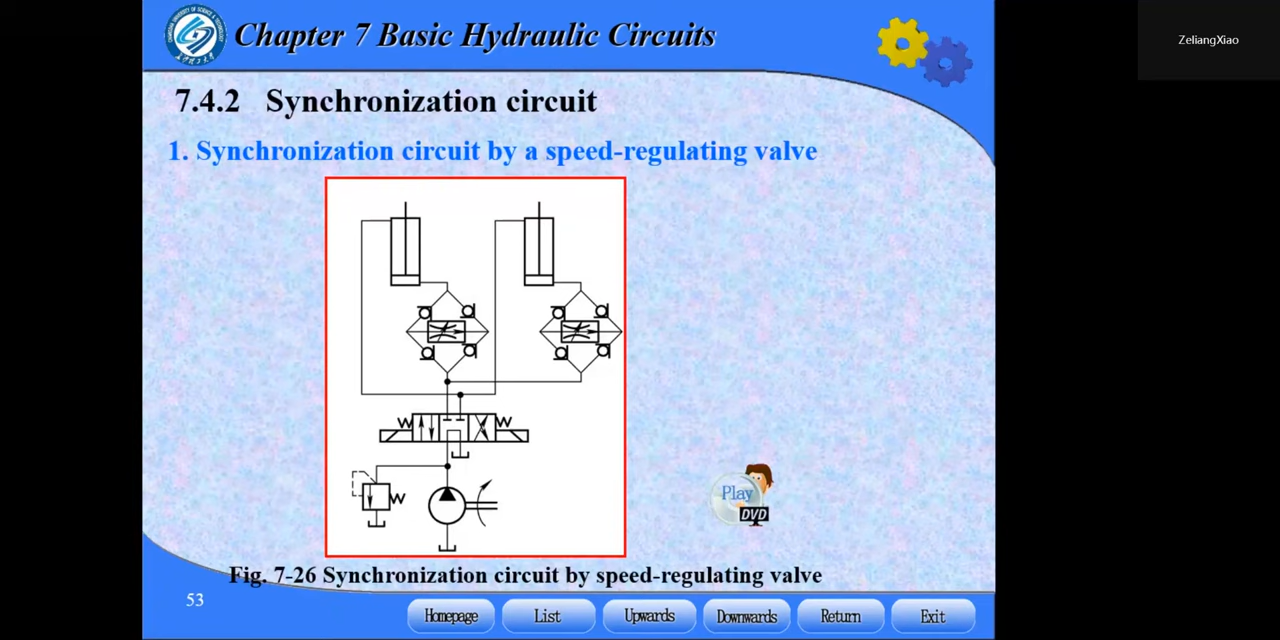 Chapter 7 Basic Hydraulic Circuits
ZeliangXiao
7.4.2 Synchronization circuit
1. Synchronization circuit by a speed-regulating valve
Play
DVD
Fig. 7-26 Synchronization circuit by speed-regulating valve
53
Homepage List Upwards Downwards Return Exit